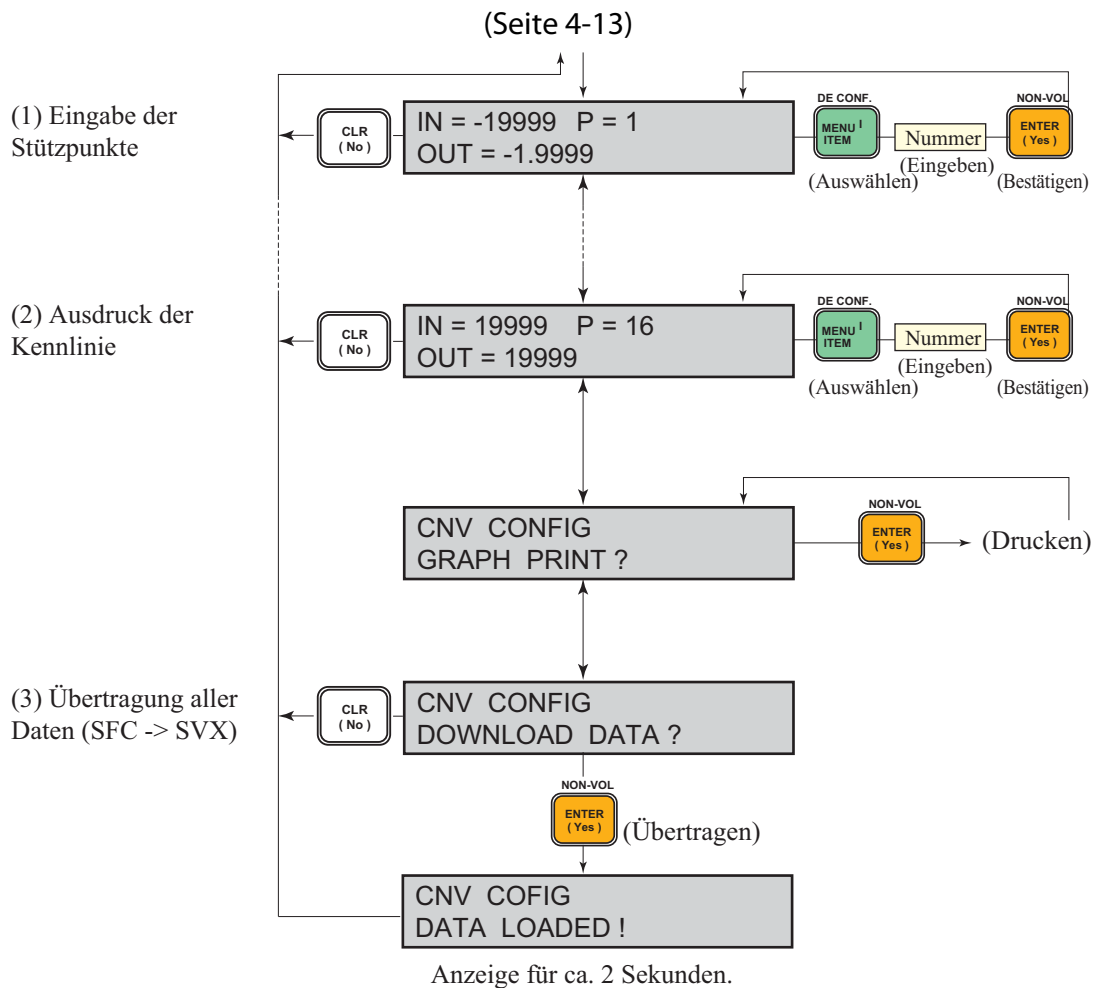 (Seite 4-13)
(1) Eingabe der
Stützpunkte
CLR
( No )
IN = -19999 P = 1
OUT = -1.9999
DE CONF.
MENU I
ITEM
(Auswählen)
Nummer
(Eingeben)
NON-VOL
ENTER
( Yes )
(Bestätigen)
(2) Ausdruck der
Kennlinie
CLR
( No )
IN = 19999 P = 16
OUT = 19999
DE CONF.
MENU I
ITEM
(Auswählen)
Nummer
(Eingeben)
NON-VOL
ENTER
( Yes )
(Bestätigen)
CNV CONFIG
GRAPH PRINT ?
NON-VOL
ENTER
( Yes )
(Drucken)
(3) Übertragung aller
Daten (SFC -> SVX)
CLR
( No )
CNV CONFIG
DOWNLOAD DATA ?
NON-VOL
ENTER
( Yes )
(Übertragen)
CNV COFIG
DATA LOADED !
Anzeige für ca. 2 Sekunden.